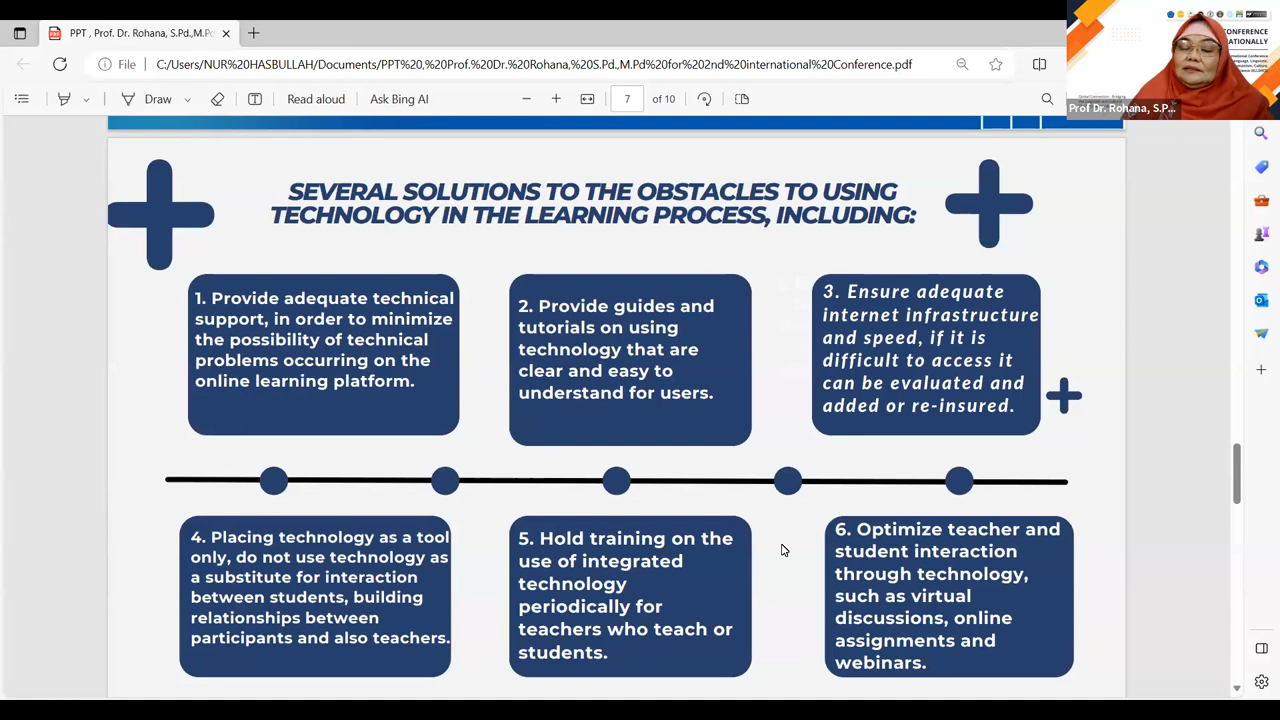 PPT , Prof. Dr. Rohana, S.Pd.,M.Pd
File
C:/Users/NUR%20HASBULLAH/Documents/PPT%20,%20Prof.%20Dr.%20Rohana,%20S.Pd.,M.Pd%20for%202nd%20international%20Conference.pdf
Draw
Read aloud
Ask Bing AI
7
of 10
CONFERENCE
Prof Dr. Rohana, S.P...
SEVERAL SOLUTIONS TO THE OBSTACLES TO USING
TECHNOLOGY IN THE LEARNING PROCESS, INCLUDING:
1. Provide adequate technical
support, in order to minimize
the possibility of technical
problems occurring on the
online learning platform.
2. Provide guides and
tutorials on using
technology that are
clear and easy to
understand for users.
3. Ensure adequate
internet infrastructure
and speed, if it is
difficult to access it
can be evaluated and
added or re-insured.
4. Placing technology as a tool
only, do not use technology as
a substitute for interaction
between students, building
relationships between
participants and also teachers.
5. Hold training on the
use of integrated
technology
periodically for
teachers who teach or
students.
6. Optimize teacher and
student interaction
through technology,
such as virtual
discussions, online
assignments and
webinars.